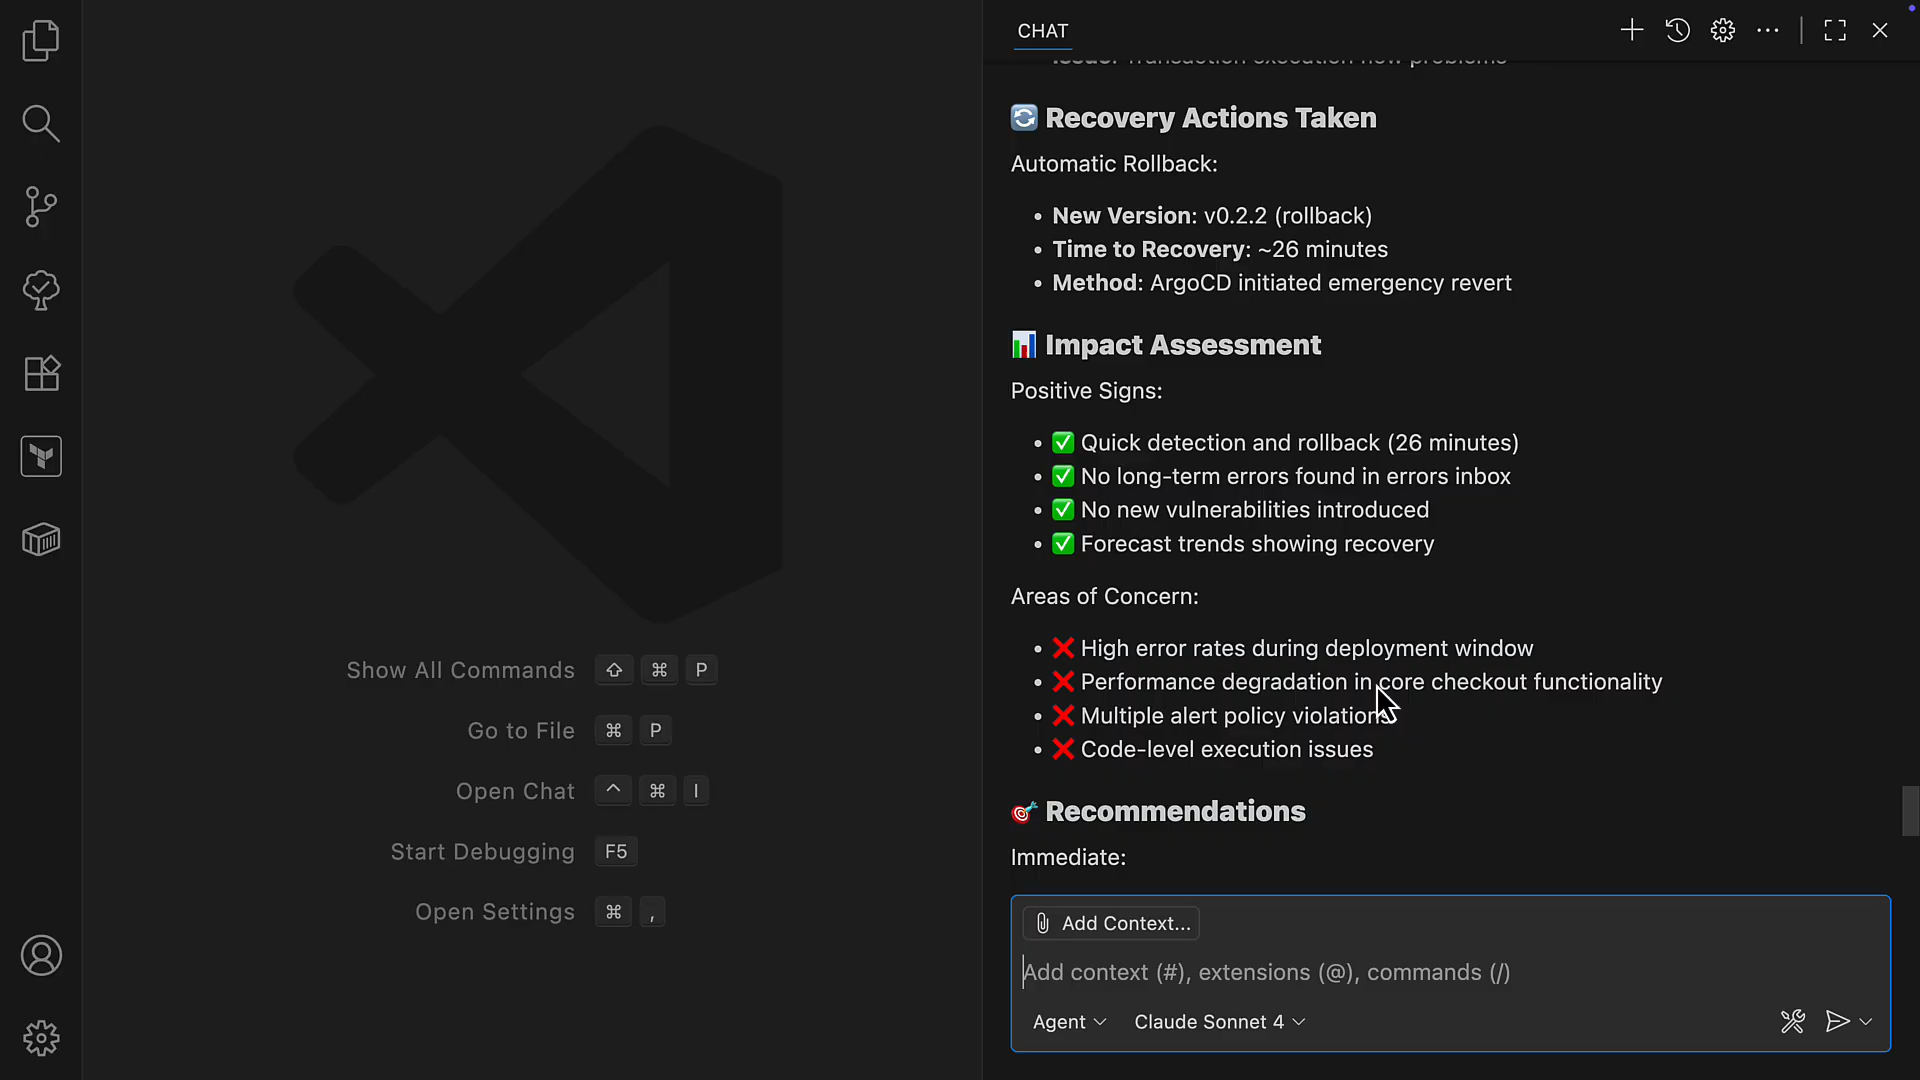 CHAT
Issue: Transaction execution flow problems
Recovery Actions Taken
Automatic Rollback:
• New Version: v0.2.2 (rollback)
• Time to Recovery: ~26 minutes
• Method: ArgoCD initiated emergency revert
Impact Assessment
Positive Signs:
• ✅ Quick detection and rollback (26 minutes)
• ✅ No long-term errors found in errors inbox
• ✅ No new vulnerabilities introduced
• ✅ Forecast trends showing recovery
Areas of Concern:
• ❌ High error rates during deployment window
• ❌ Performance degradation in core checkout functionality
• ❌ Multiple alert policy violations
• ❌ Code-level execution issues
Recommendations
Immediate:
Add Context...
Add context (#), extensions (@), commands (/)
Agent
Claude Sonnet 4
Show All Commands ⇧ ⌘ P
Go to File ⌘ P
Open Chat ^ ⌘ I
Start Debugging F5
Open Settings ⌘ ,